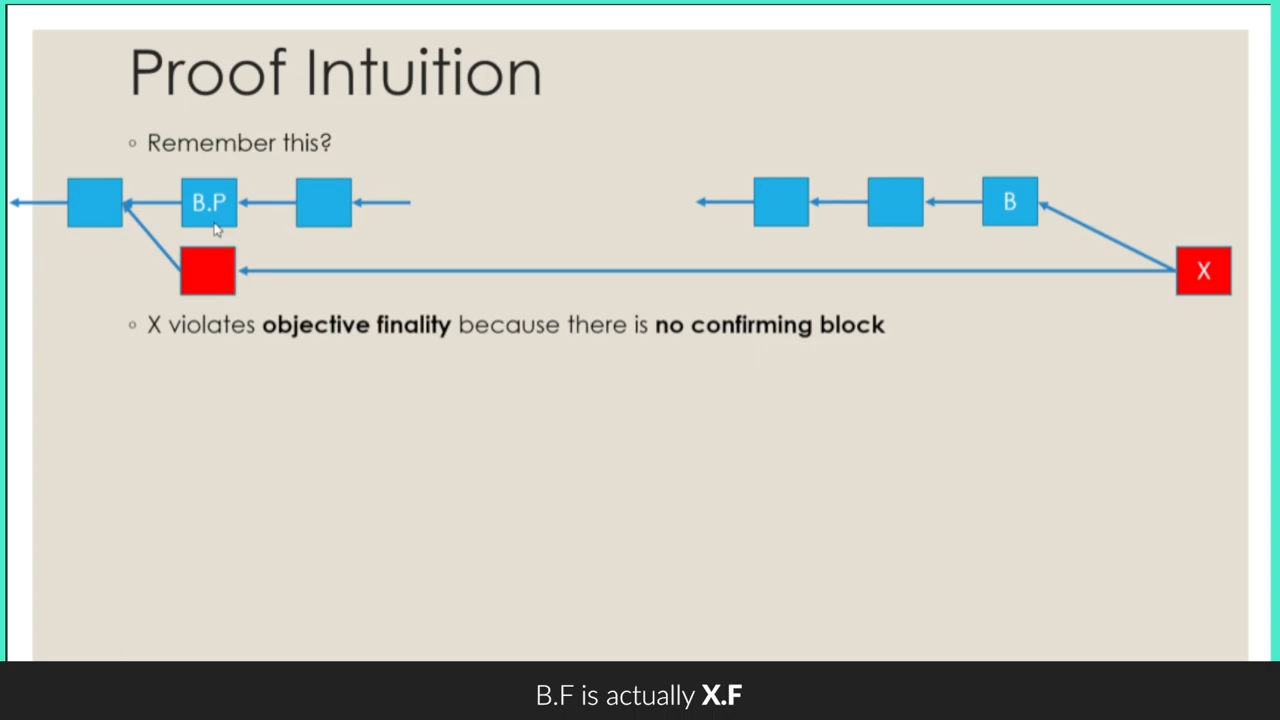 Proof Intuition
Remember this?
B.P
B
X
X violates objective finality because there is no confirming block
B.F is actually X.F